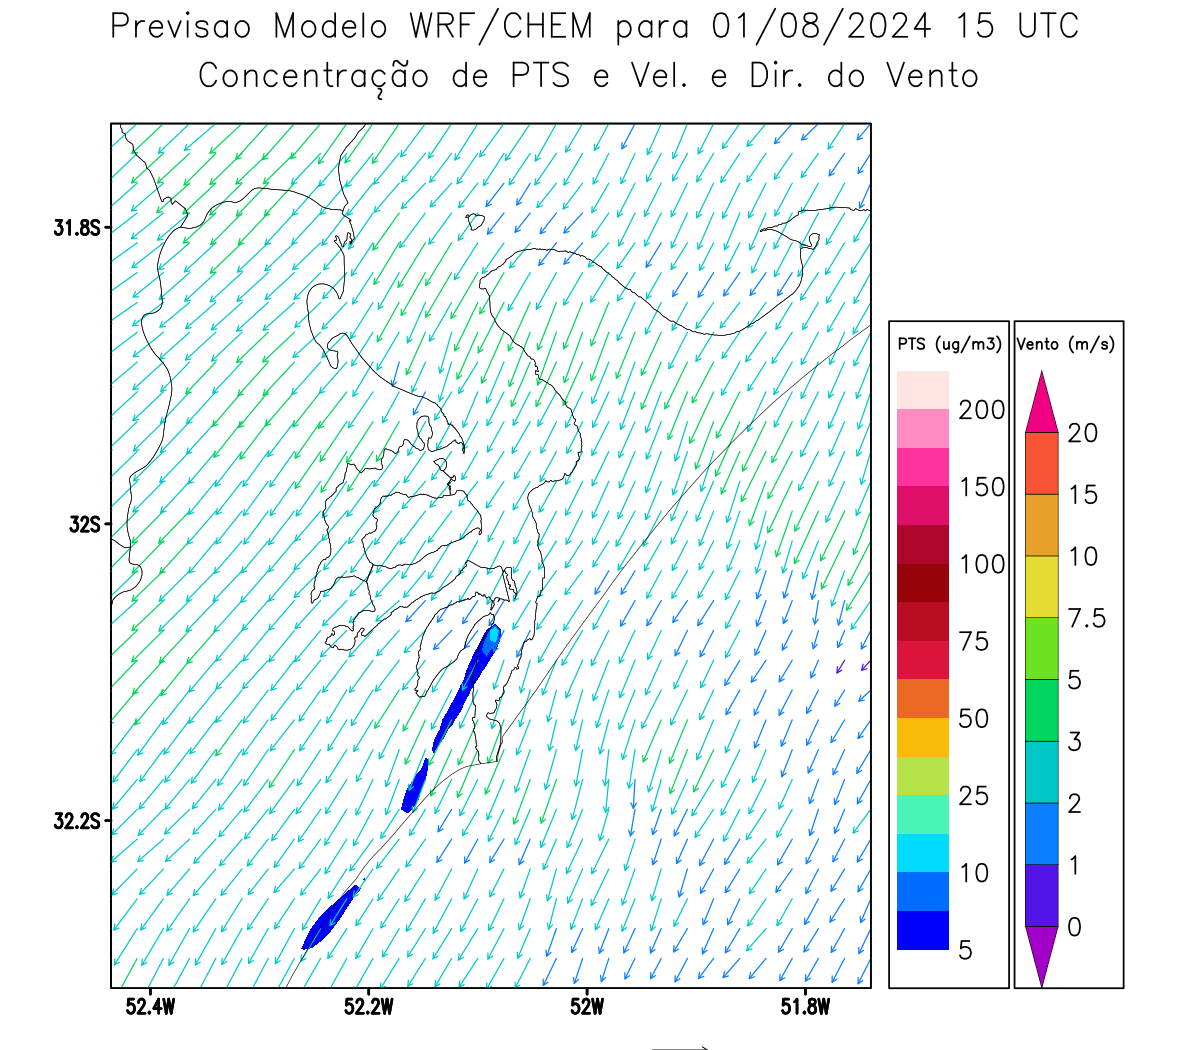 Previsao Modelo WRF/CHEM para 01/08/2024 15 UTC
Concentração de PTS e Vel. e Dir. do Vento
31.8S
32S
32.2S
52.4W
52.2W
52W
51.8W
PTS (ug/m3)
200
150
100
75
50
25
10
5
Vento (m/s)
20
15
10
7.5
5
3
2
1
0